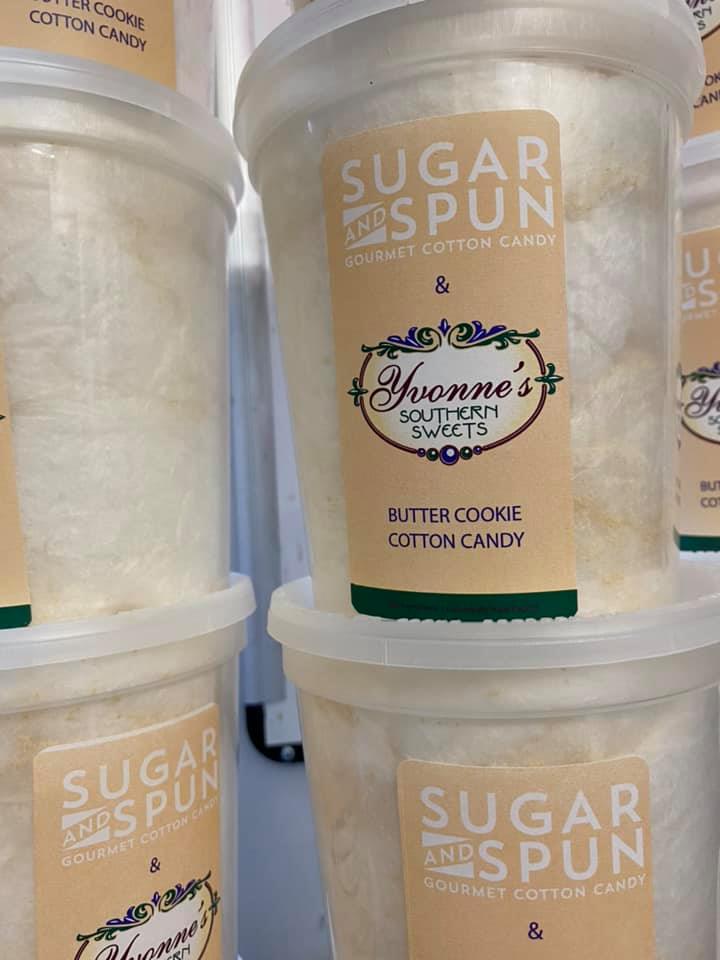 BUTTER COOKIE
COTTON CANDY
SUGAR
AND SPUN
GOURMET COTTON CANDY
&
Yvonne's
SOUTHERN
SWEETS
BUTTER COOKIE
COTTON CANDY
SUGAR
AND SPUN
GOURMET COTTON CANDY
&
Yvonne's
SUGAR
AND SPUN
GOURMET COTTON CANDY
&